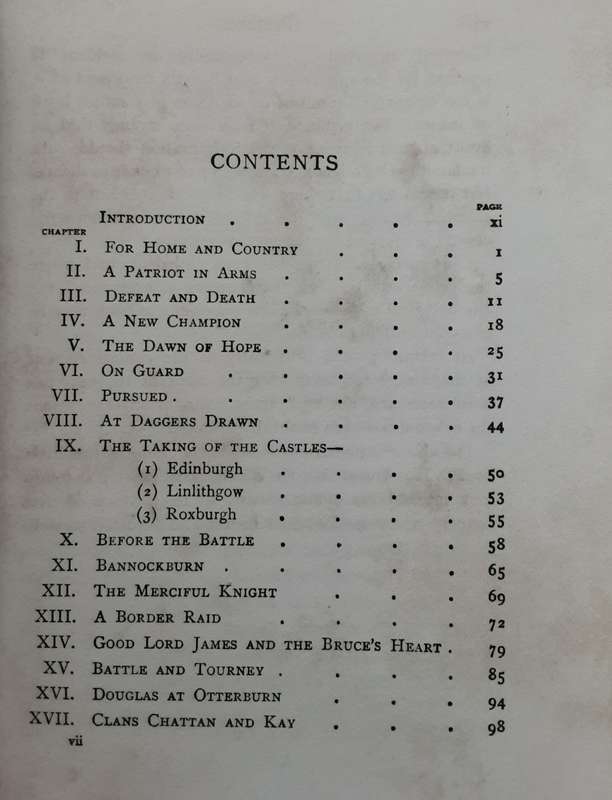 CONTENTS
PAGE
INTRODUCTION . . . . . xi
CHAPTER
I. FOR HOME AND COUNTRY . . . 1
II. A PATRIOT IN ARMS . . . . 5
III. DEFEAT AND DEATH . . . . 11
IV. A NEW CHAMPION . . . . 18
V. THE DAWN OF HOPE . . . . 25
VI. ON GUARD . . . . . 31
VII. PURSUED . . . . . . 37
VIII. AT DAGGERS DRAWN . . . . 44
IX. THE TAKING OF THE CASTLES—
(1) Edinburgh . . . . 50
(2) Linlithgow . . . . 53
(3) Roxburgh . . . . 55
X. BEFORE THE BATTLE . . . . 58
XI. BANNOCKBURN . . . . . 65
XII. THE MERCIFUL KNIGHT . . . 69
XIII. A BORDER RAID . . . . 72
XIV. GOOD LORD JAMES AND THE BRUCE'S HEART . 79
XV. BATTLE AND TOURNEY . . . . 85
XVI. DOUGLAS AT OTTERBURN . . . 94
XVII. CLANS CHATTAN AND KAY . . . 98
vii